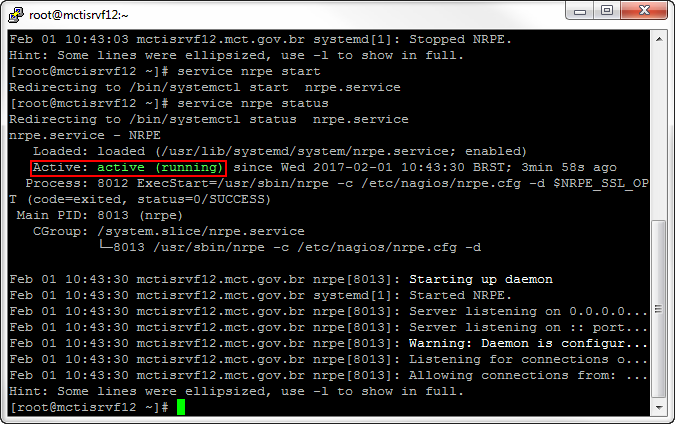 root@mctisrvf12:~
Feb 01 10:43:03 mctisrvf12.mct.gov.br systemd[1]: Stopped NRPE.
Hint: Some lines were ellipsized, use -l to show in full.
[root@mctisrvf12 ~]# service nrpe start
Redirecting to /bin/systemctl start  nrpe.service
[root@mctisrvf12 ~]# service nrpe status
Redirecting to /bin/systemctl status  nrpe.service
nrpe.service - NRPE
   Loaded: loaded (/usr/lib/systemd/system/nrpe.service; enabled)
   Active: active (running) since Wed 2017-02-01 10:43:30 BRST; 3min 58s ago
  Process: 8012 ExecStart=/usr/sbin/nrpe -c /etc/nagios/nrpe.cfg -d $NRPE_SSL_OP
T (code=exited, status=0/SUCCESS)
 Main PID: 8013 (nrpe)
   CGroup: /system.slice/nrpe.service
           └─8013 /usr/sbin/nrpe -c /etc/nagios/nrpe.cfg -d
Feb 01 10:43:30 mctisrvf12.mct.gov.br nrpe[8013]: Starting up daemon
Feb 01 10:43:30 mctisrvf12.mct.gov.br systemd[1]: Started NRPE.
Feb 01 10:43:30 mctisrvf12.mct.gov.br nrpe[8013]: Server listening on 0.0.0.0...
Feb 01 10:43:30 mctisrvf12.mct.gov.br nrpe[8013]: Server listening on :: port...
Feb 01 10:43:30 mctisrvf12.mct.gov.br nrpe[8013]: Warning: Daemon is configur...
Feb 01 10:43:30 mctisrvf12.mct.gov.br nrpe[8013]: Listening for connections o...
Feb 01 10:43:30 mctisrvf12.mct.gov.br nrpe[8013]: Allowing connections from: ...
Hint: Some lines were ellipsized, use -l to show in full.
[root@mctisrvf12 ~]#